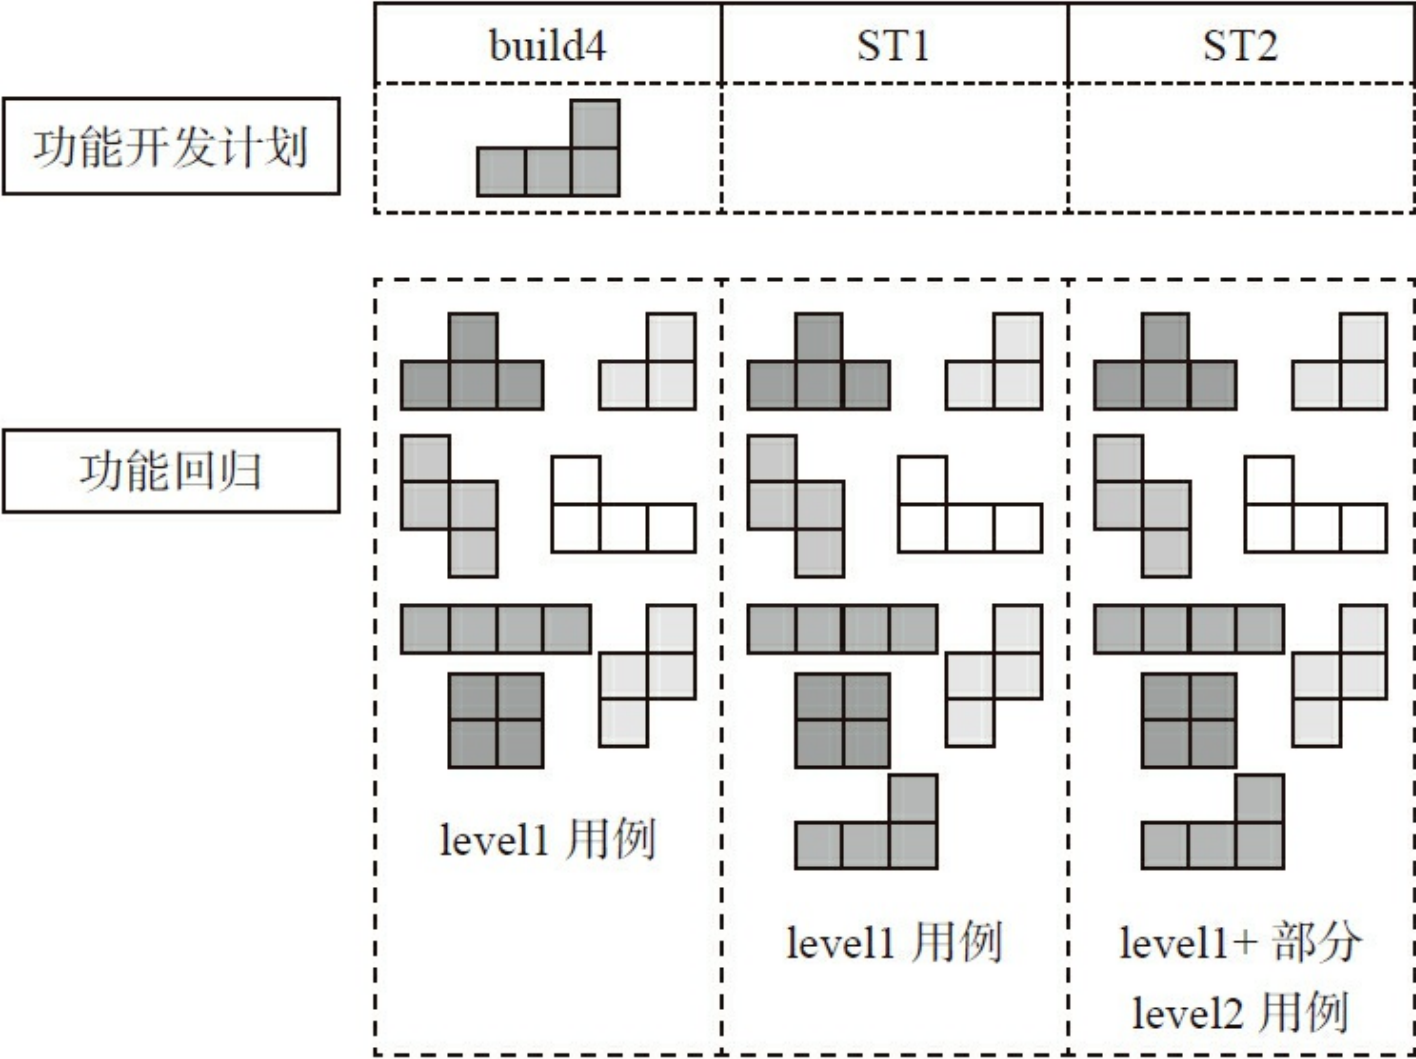 build4
ST1
ST2
功能开发计划
功能回归
level1 用例
level1 用例
level1+ 部分
level2 用例